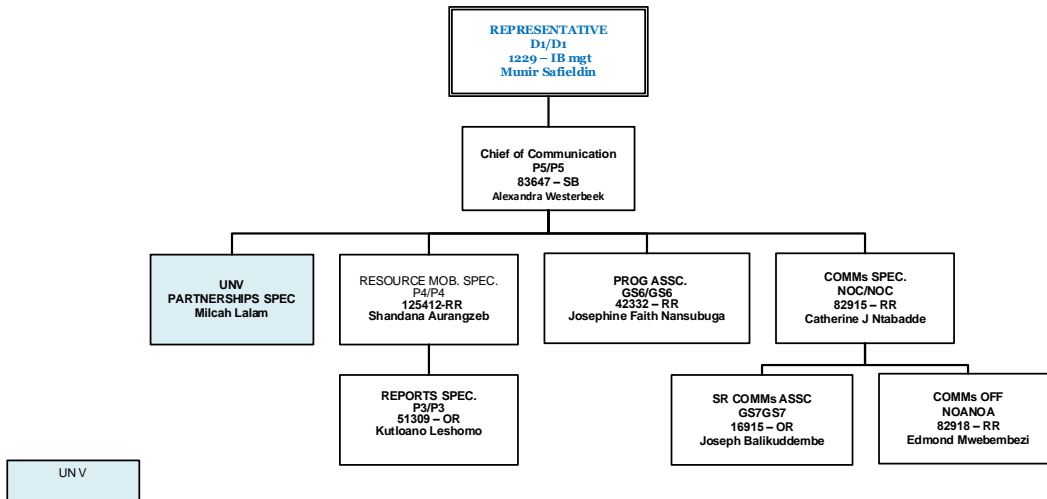 REPRESENTATIVE
D1/D1
1229 – IB mgt
Munir Safieldin
Chief of Communication
P5/P5
83647 – SB
Alexandra Westerbeek
UNV
PARTNERSHIPS SPEC
Milcah Lalam
RESOURCE MOB. SPEC.
P4/P4
125412-RR
Shandana Aurangzeb
PROG ASSC.
GS6/GS6
42332 – RR
Josephine Faith Nansubuga
COMMs SPEC.
NOC/NOC
82915 – RR
Catherine J Ntabadde
REPORTS SPEC.
P3/P3
51309 – OR
Kutloano Leshomo
SR COMMs ASSC
GS7GS7
16915 – OR
Joseph Balikuddembe
COMMs OFF
NOANOA
82918 – RR
Edmond Mwebembezi
UN V